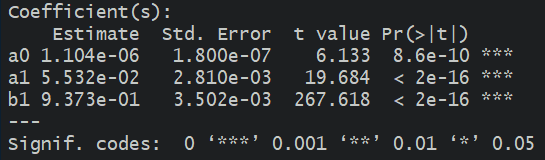 Coefficient(s):
Estimate Std. Error t value Pr(>|t|)
a0 1.104e-06 1.800e-07 6.133 8.6e-10 ***
a1 5.532e-02 2.810e-03 19.684 < 2e-16 ***
b1 9.373e-01 3.502e-03 267.618 < 2e-16 ***
---
Signif. codes: 0 ‘***’ 0.001 ‘**’ 0.01 ‘*’ 0.05